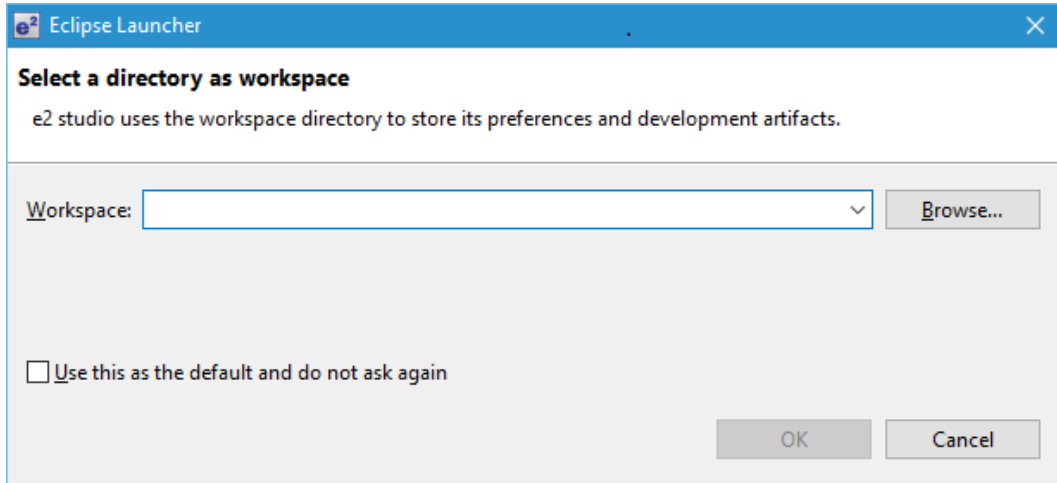 e² Eclipse Launcher
Select a directory as workspace
e2 studio uses the workspace directory to store its preferences and development artifacts.
Workspace: Browse...
Use this as the default and do not ask again
OK Cancel